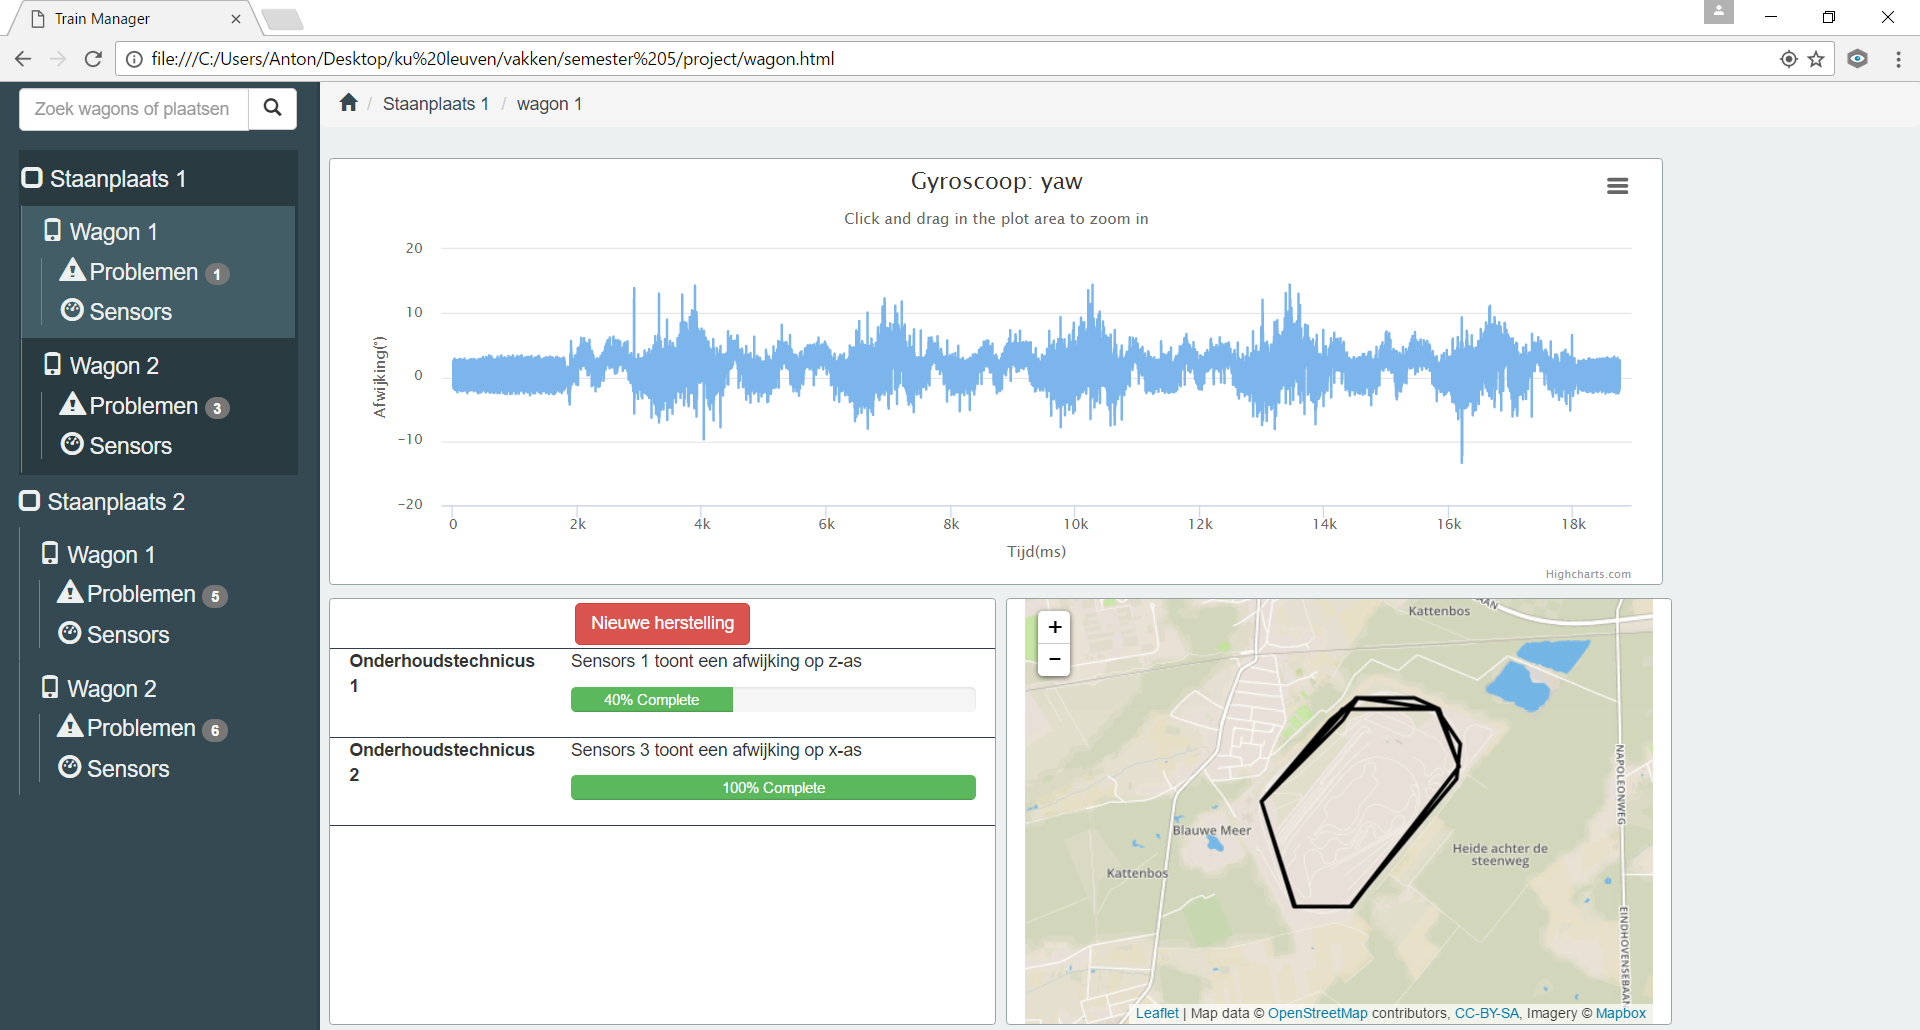 Train Manager
file:///C:/Users/Anton/Desktop/ku%20leuven/vakken/semester%205/project/wagon.html
Zoek wagons of plaatsen
Staanplaats 1
Wagon 1
Problemen 1
Sensors
Wagon 2
Problemen 3
Sensors
Staanplaats 2
Wagon 1
Problemen 5
Sensors
Wagon 2
Problemen 6
Sensors
/ Staanplaats 1 / wagon 1
Gyroscoop: yaw
Click and drag in the plot area to zoom in
Afwijking(°)
20
10
0
-10
-20
0 2k 4k 6k 8k 10k 12k 14k 16k 18k
Tijd(ms)
Highcharts.com
Nieuwe herstelling
Onderhoudstechnicus
1
Sensors 1 toont een afwijking op z-as
40% Complete
Onderhoudstechnicus
2
Sensors 3 toont een afwijking op x-as
100% Complete
+
−
Kattenbos
AAN
NAPOLEONWEG
Blauwe Meer
Heide achter de
steenweg
Kattenbos
EINDHOVENSEBAAN
Leaflet | Map data © OpenStreetMap contributors, CC-BY-SA, Imagery © Mapbox